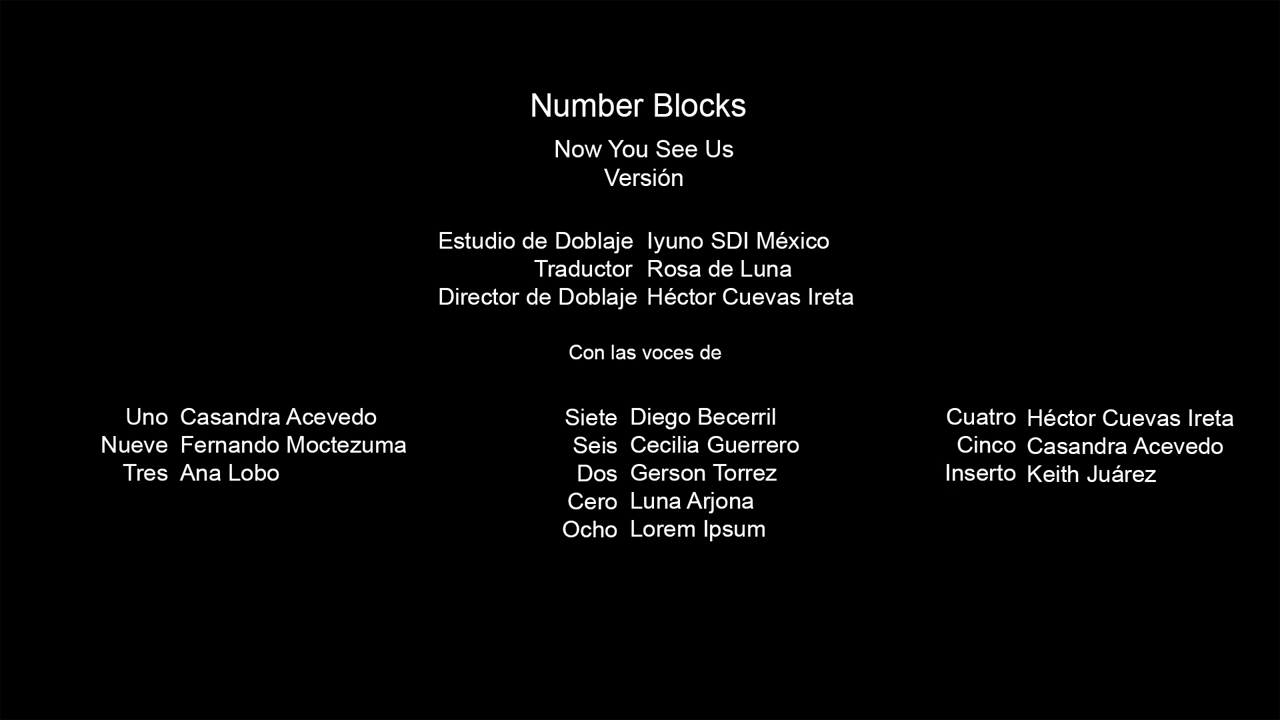 Number Blocks
Now You See Us
Versión
Estudio de Doblaje Iyuno SDI México
Traductor Rosa de Luna
Director de Doblaje Héctor Cuevas Ireta
Con las voces de
Uno Casandra Acevedo
Nueve Fernando Moctezuma
Tres Ana Lobo
Siete Diego Becerril
Seis Cecilia Guerrero
Dos Gerson Torrez
Cero Luna Arjona
Ocho Lorem Ipsum
Cuatro Héctor Cuevas Ireta
Cinco Casandra Acevedo
Inserto Keith Juárez